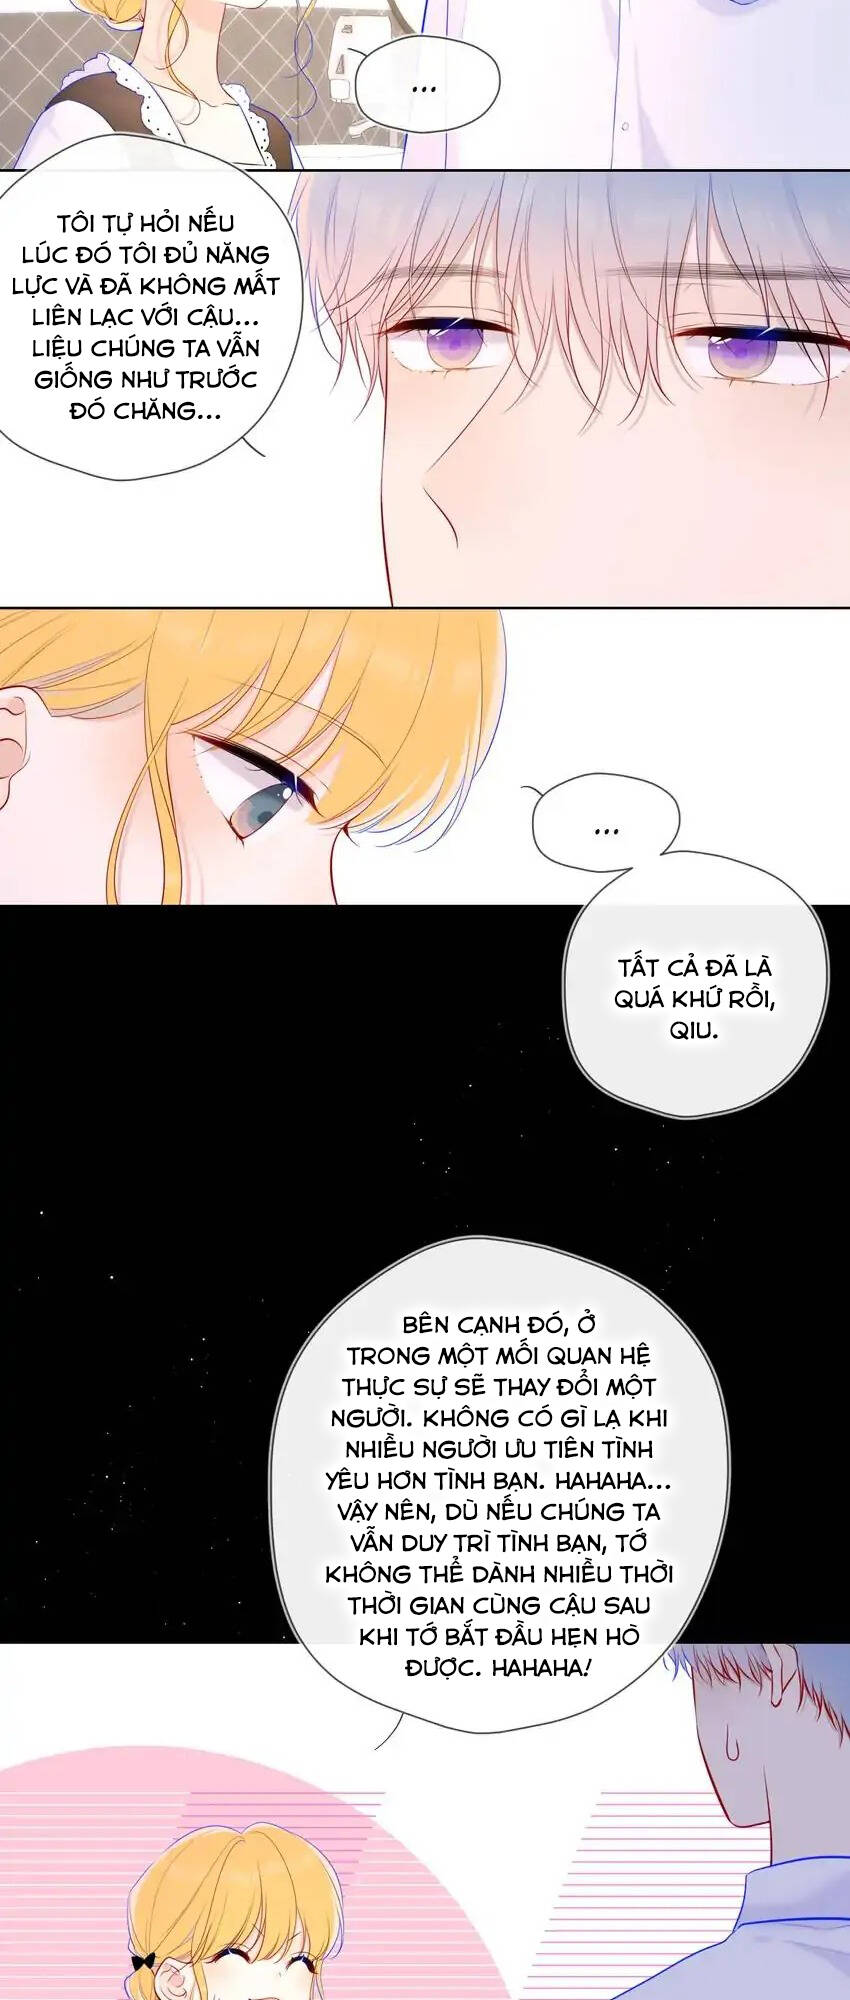 ...
TÔI TỰ HỎI NẾU
LÚC ĐÓ TÔI ĐỦ NĂNG
LỰC VÀ ĐÃ KHÔNG MẤT
LIÊN LẠC VỚI CẬU...
LIỆU CHÚNG TA VẪN
GIỐNG NHƯ TRƯỚC
ĐÓ CHĂNG...
...
TẤT CẢ ĐÃ LÀ
QUÁ KHỨ RỒI,
QIU.
BÊN CẠNH ĐÓ, Ở
TRONG MỘT MỐI QUAN HỆ
THỰC SỰ SẼ THAY ĐỔI MỘT
NGƯỜI. KHÔNG CÓ GÌ LẠ KHI
NHIỀU NGƯỜI ƯU TIÊN TÌNH
YÊU HƠN TÌNH BẠN. HAHAHA...
VẬY NÊN, DÙ NẾU CHÚNG TA
VẪN DUY TRÌ TÌNH BẠN, TỚ
KHÔNG THỂ DÀNH NHIỀU THỜI
THỜI GIAN CÙNG CẬU SAU
KHI TỚ BẮT ĐẦU HẸN HÒ
ĐƯỢC. HAHAHA!